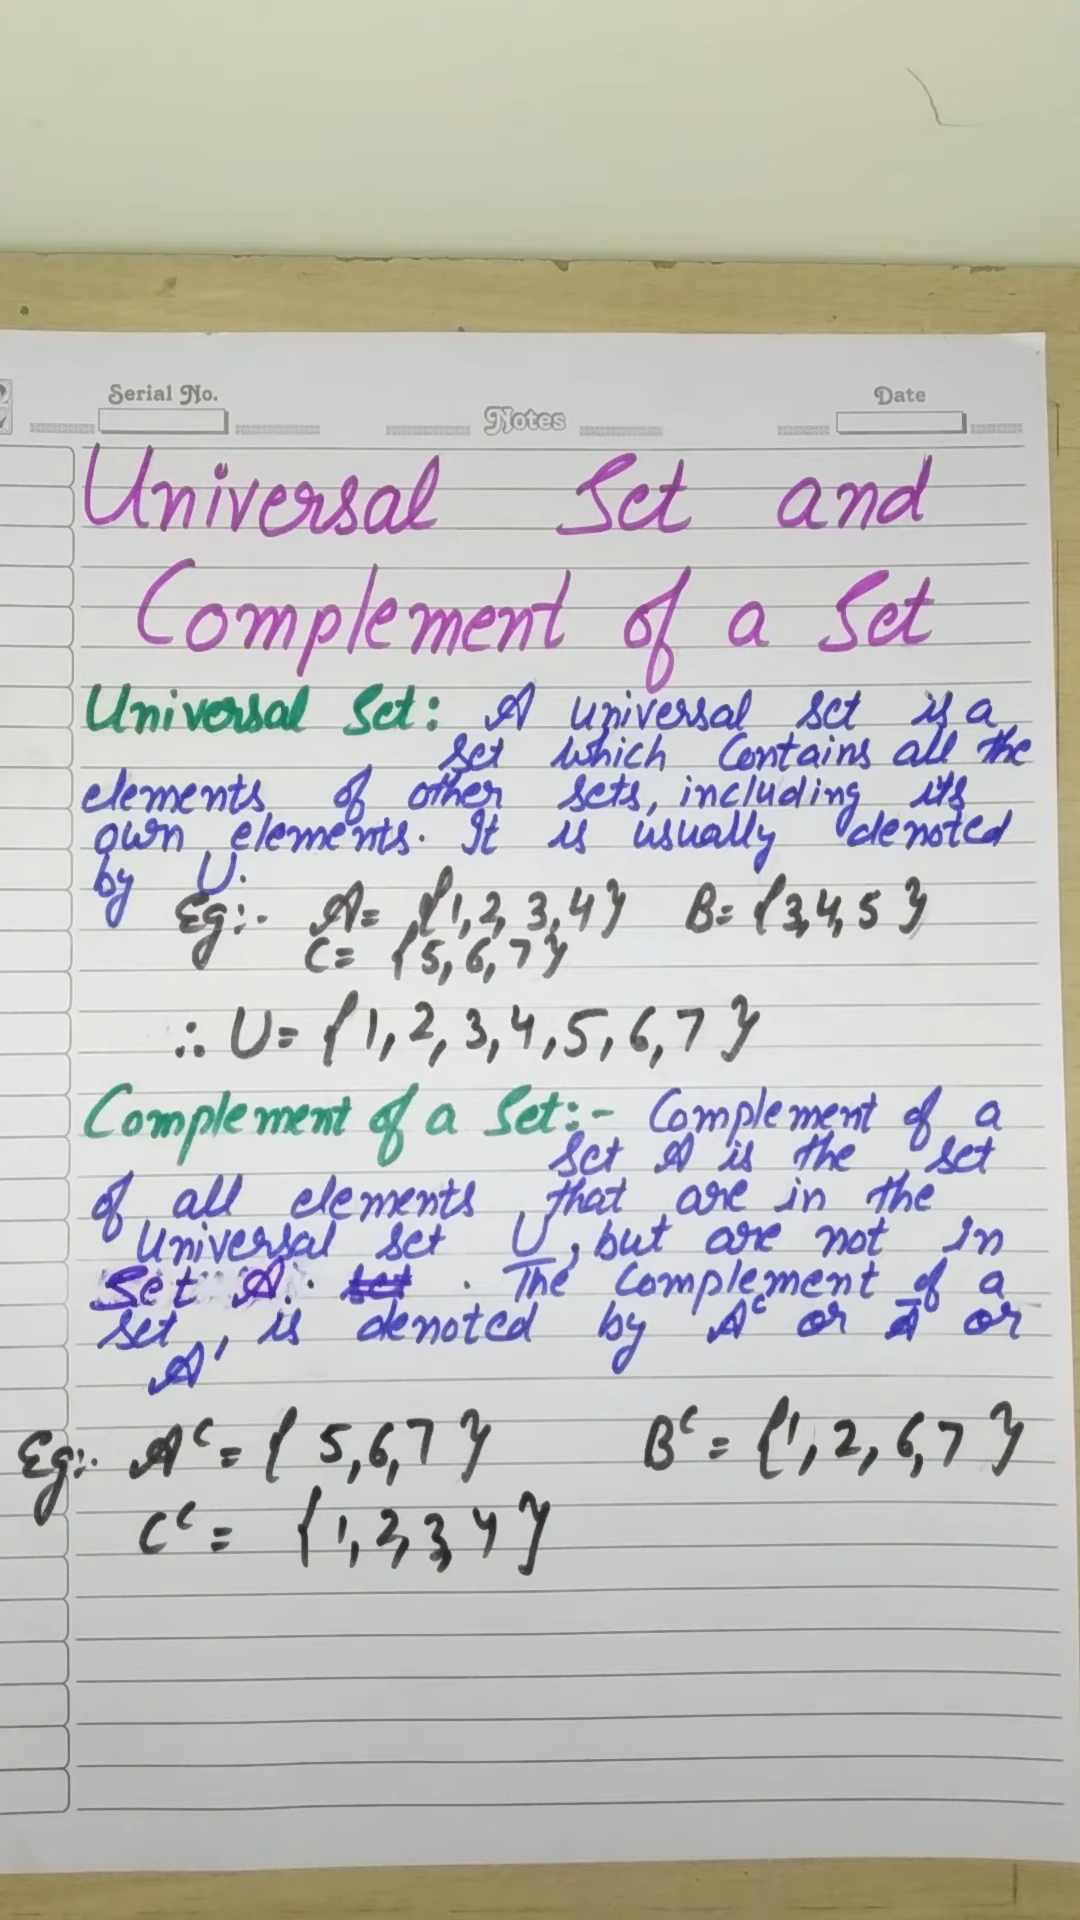 Serial No.
Notes
Date
Universal Set and
Complement of a Set
Universal Set: A universal set is a
set which contains all the
elements of other sets, including its
own elements. It is usually denoted
by U.
Eg:- A= {1,2,3,4} B= {3,4,5}
C= {5,6,7}
∴ U= {1,2,3,4,5,6,7}
Complement of a Set:- Complement of a
Set A is the set
of all elements that are in the
Universal set U, but are not in
Set A. set . The Complement of a
set, is denoted by Aᶜ or A̅ or
A'
Eg:- Aᶜ= {5,6,7} Bᶜ= {1,2,6,7}
Cᶜ= {1,2,3,4}